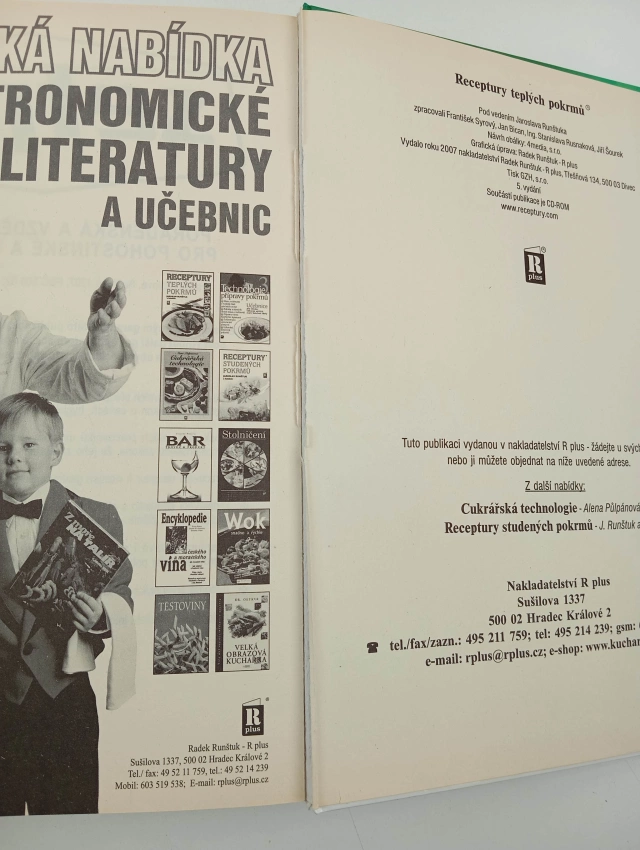 KÁ NABÍDKA
TRONOMICKÉ
LITERATURY
A UČEBNIC
RECEPTURY
TEPLÝCH
POKRMŮ
Technologie
přípravy pokrmů
Cukrářská
technologie
RECEPTURY
STUDENÝCH
POKRMŮ
BAR
Stolničení
Encyklopedie
českého
a moravského
vína
Wok
TĚSTOVINY
VELKÁ
OBRAZOVÁ
KUCHAŘKA
R
plus
Radek Runštuk - R plus
Sušilova 1337, 500 02 Hradec Králové 2
Tel./ fax: 49 52 11 759, tel.: 49 52 14 239
Mobil: 603 519 538; E-mail: rplus@rplus.cz
Receptury teplých pokrmů®
Pod vedením Jaroslava Runštuka
zpracovali František Syrový, Jan Bican, Ing. Stanislava Rusnaková, Jiří Šourek
Návrh obálky: 4media, s.r.o.
Grafická úprava: Radek Runštuk - R plus
Vydalo roku 2007 nakladatelství Radek Runštuk - R plus, Třešňová 134, 500 03 Divec
Tisk GZH, s.r.o.
5. vydání
Součástí publikace je CD-ROM
www.receptury.com
R
plus
Tuto publikaci vydanou v nakladatelství R plus - žádejte u svých
nebo ji můžete objednat na níže uvedené adrese.
Z další nabídky:
Cukrářská technologie - Alena Půlpánová
Receptury studených pokrmů - J. Runštuk a
Nakladatelství R plus
Sušilova 1337
500 02 Hradec Králové 2
☎ tel./fax/zazn.: 495 211 759; tel: 495 214 239; gsm:
e-mail: rplus@rplus.cz; e-shop: www.kuchar